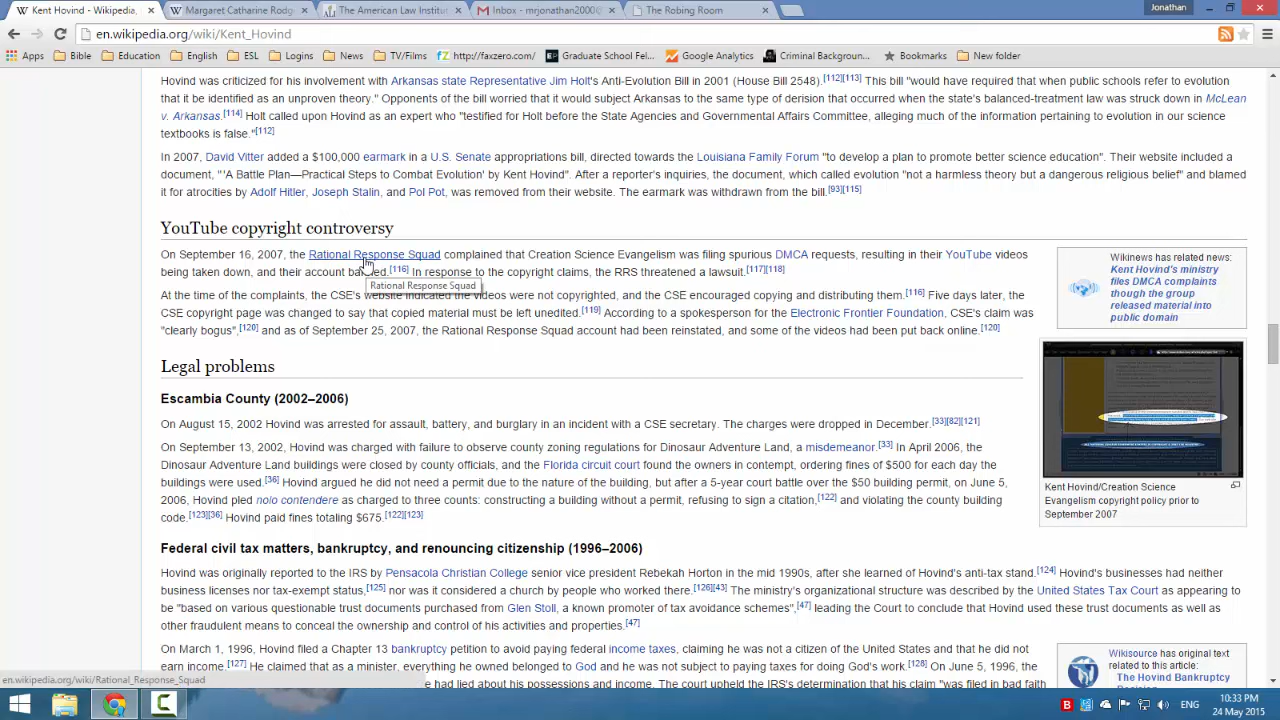 Kent Hovind - Wikipedia,
Margaret Catharine Rodg
The American Law Institut
Inbox - mrjonathan2000@
The Robing Room
Jonathan
en.wikipedia.org/wiki/Kent_Hovind
Apps
Bible
Education
English
ESL
Logins
News
TV/Films
http://faxzero.com/
Graduate School Fel...
Google Analytics
Criminal Backgroun...
Bookmarks
New folder
Hovind was criticized for his involvement with Arkansas state Representative Jim Holt's Anti-Evolution Bill in 2001 (House Bill 2548).[112][113] This bill "would have required that when public schools refer to evolution
that it be identified as an unproven theory." Opponents of the bill worried that it would subject Arkansas to the same type of derision that occurred when the state's balanced-treatment law was struck down in McLean
v. Arkansas.[114] Holt called upon Hovind as an expert who "testified for Holt before the State Agencies and Governmental Affairs Committee, alleging much of the information pertaining to evolution in our science
textbooks is false."[112]
In 2007, David Vitter added a $100,000 earmark in a U.S. Senate appropriations bill, directed towards the Louisiana Family Forum "to develop a plan to promote better science education". Their website included a
document, "'A Battle Plan—Practical Steps to Combat Evolution' by Kent Hovind". After a reporter's inquiries, the document, which called evolution "not a harmless theory but a dangerous religious belief" and blamed
it for atrocities by Adolf Hitler, Joseph Stalin, and Pol Pot, was removed from their website. The earmark was withdrawn from the bill.[93][115]
YouTube copyright controversy
On September 16, 2007, the Rational Response Squad complained that Creation Science Evangelism was filing spurious DMCA requests, resulting in their YouTube videos
being taken down, and their account banned.[116] In response to the copyright claims, the RRS threatened a lawsuit.[117][118]
Rational Response Squad
At the time of the complaints, the CSE's website indicated the videos were not copyrighted, and the CSE encouraged copying and distributing them.[116] Five days later, the
CSE copyright page was changed to say that copied material must be left unedited.[119] According to a spokesperson for the Electronic Frontier Foundation, CSE's claim was
"clearly bogus",[120] and as of September 25, 2007, the Rational Response Squad account had been reinstated, and some of the videos had been put back online.[120]
Wikinews has related news:
Kent Hovind's ministry
files DMCA complaints
though the group
released material into
public domain
Kent Hovind/Creation Science
Evangelism copyright policy prior to
September 2007
Legal problems
Escambia County (2002–2006)
On August 15, 2002 Hovind was arrested for assault, battery, and burglary in an incident with a CSE secretary. The charges were dropped in December.[33][82][121]
On September 13, 2002, Hovind was charged with failure to observe county zoning regulations for Dinosaur Adventure Land, a misdemeanor.[33] In April 2006, the
Dinosaur Adventure Land buildings were closed by county officials, and the Florida circuit court found the owners in contempt, ordering fines of $500 for each day the
buildings were used.[36] Hovind argued he did not need a permit due to the nature of the building, but after a 5-year court battle over the $50 building permit, on June 5,
2006, Hovind pled nolo contendere as charged to three counts: constructing a building without a permit, refusing to sign a citation,[122] and violating the county building
code.[123][36] Hovind paid fines totaling $675.[122][123]
Federal civil tax matters, bankruptcy, and renouncing citizenship (1996–2006)
Hovind was originally reported to the IRS by Pensacola Christian College senior vice president Rebekah Horton in the mid 1990s, after she learned of Hovind's anti-tax stand.[124] Hovind's businesses had neither
business licenses nor tax-exempt status,[125] nor was it considered a church by people who worked there.[126][43] The ministry's organizational structure was described by the United States Tax Court as appearing to
be "based on various questionable trust documents purchased from Glen Stoll, a known promoter of tax avoidance schemes",[47] leading the Court to conclude that Hovind used these trust documents as well as
other fraudulent means to conceal the ownership and control of his activities and properties.[47]
On March 1, 1996, Hovind filed a Chapter 13 bankruptcy petition to avoid paying federal income taxes, claiming he was not a citizen of the United States and that he did not
earn income.[127] He claimed that as a minister, everything he owned belonged to God and he was not subject to paying taxes for doing God's work.[128] On June 5, 1996, the
he had lied about his possessions and income. The court upheld the IRS's determination that his claim "was filed in bad faith
Wikisource has original text
related to this article:
The Hovind Bankruptcy
en.wikipedia.org/wiki/Rational_Response_Squad
ENG
10:33 PM
24 May 2015